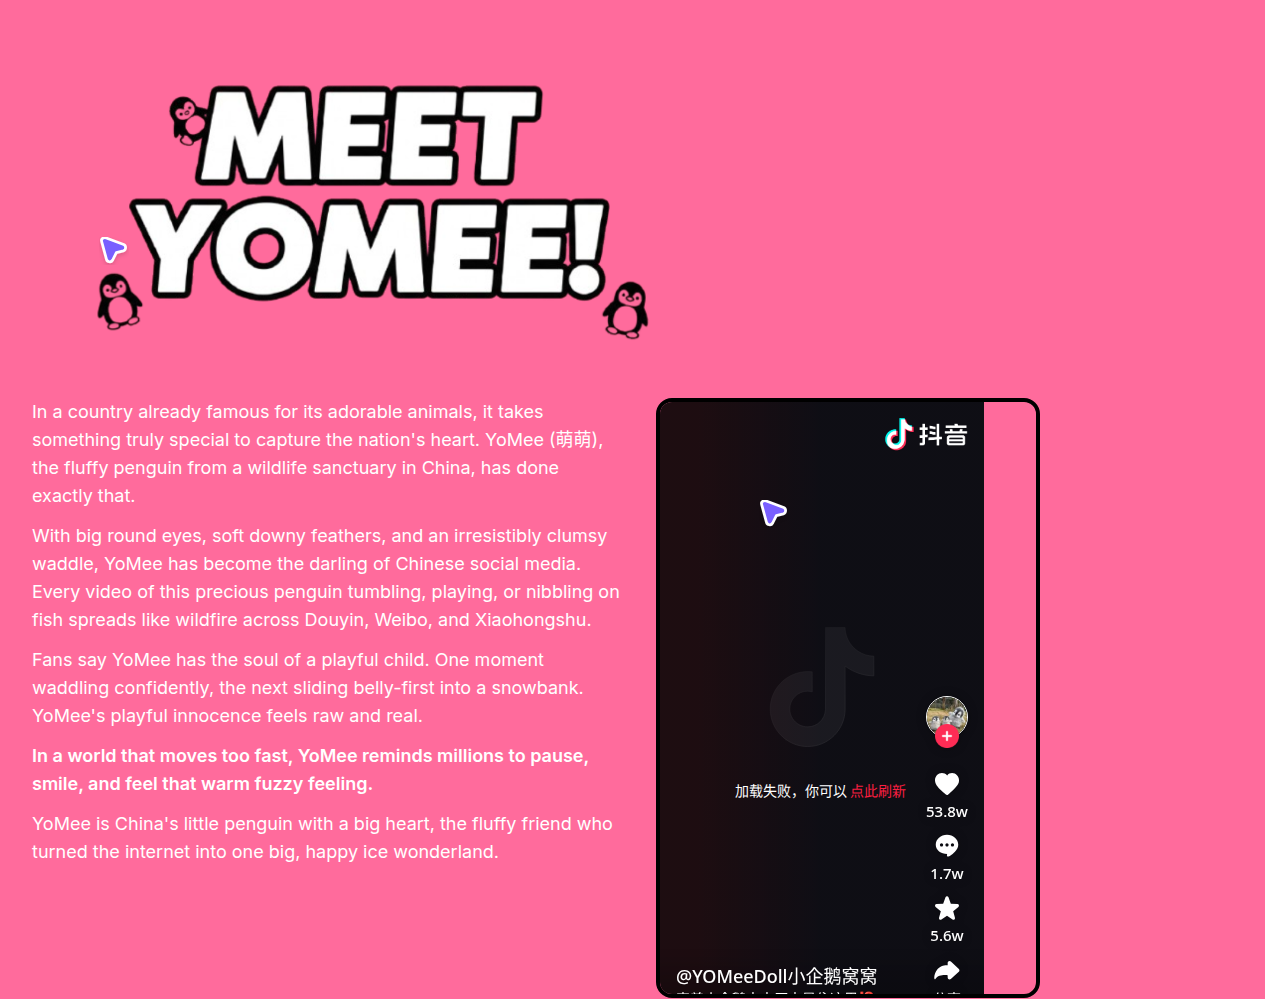 MEET
YOMEE!
In a country already famous for its adorable animals, it takes
something truly special to capture the nation's heart. YoMee (萌萌),
the fluffy penguin from a wildlife sanctuary in China, has done
exactly that.
With big round eyes, soft downy feathers, and an irresistibly clumsy
waddle, YoMee has become the darling of Chinese social media.
Every video of this precious penguin tumbling, playing, or nibbling on
fish spreads like wildfire across Douyin, Weibo, and Xiaohongshu.
Fans say YoMee has the soul of a playful child. One moment
waddling confidently, the next sliding belly-first into a snowbank.
YoMee's playful innocence feels raw and real.
In a world that moves too fast, YoMee reminds millions to pause,
smile, and feel that warm fuzzy feeling.
YoMee is China's little penguin with a big heart, the fluffy friend who
turned the internet into one big, happy ice wonderland.
抖音
加载失败，你可以 点此刷新
53.8w
1.7w
5.6w
@YOMeeDoll小企鹅窝窝